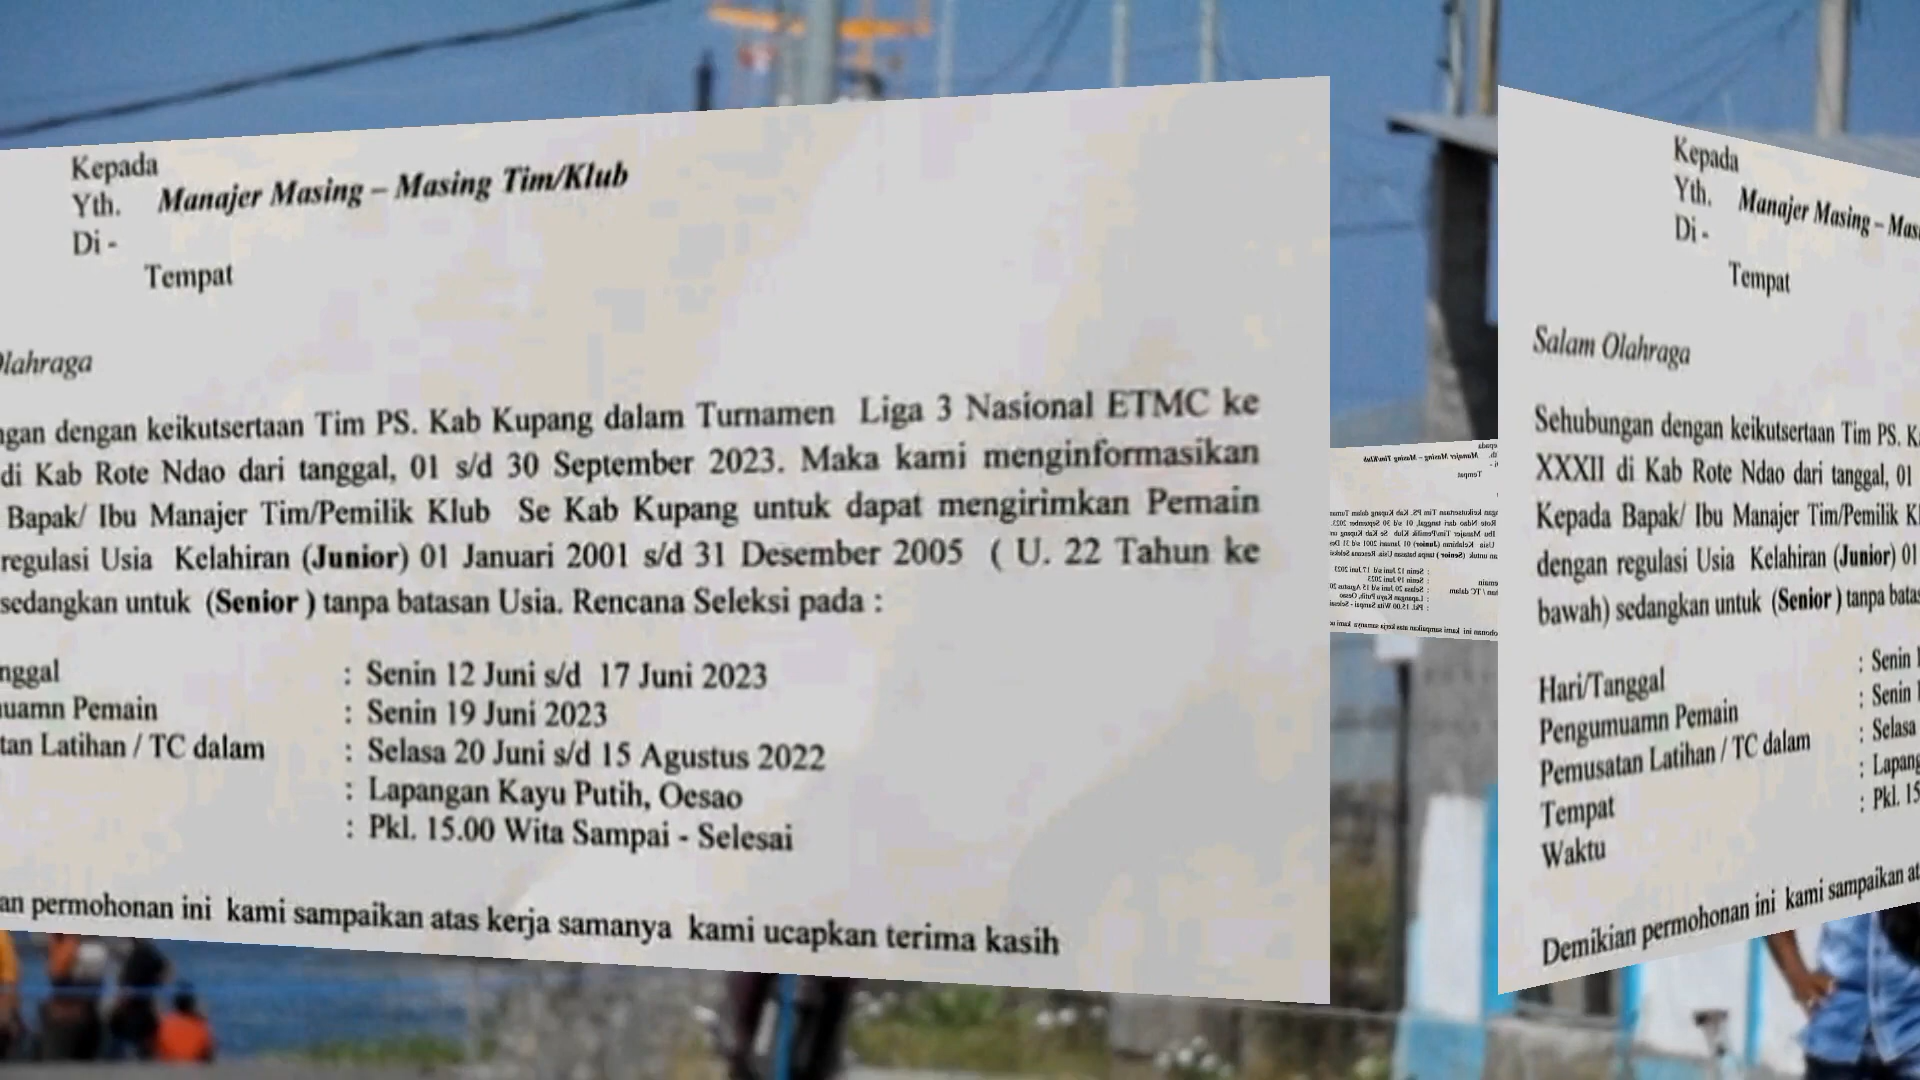 Kepada
Yth. Manajer Masing – Masing Tim/Klub
Di -
Tempat
Olahraga
ngan dengan keikutsertaan Tim PS. Kab Kupang dalam Turnamen Liga 3 Nasional ETMC ke
di Kab Rote Ndao dari tanggal, 01 s/d 30 September 2023. Maka kami menginformasikan
Bapak/ Ibu Manajer Tim/Pemilik Klub Se Kab Kupang untuk dapat mengirimkan Pemain
regulasi Usia Kelahiran (Junior) 01 Januari 2001 s/d 31 Desember 2005 ( U. 22 Tahun ke
sedangkan untuk (Senior ) tanpa batasan Usia. Rencana Seleksi pada :
nggal : Senin 12 Juni s/d 17 Juni 2023
uamn Pemain : Senin 19 Juni 2023
tan Latihan / TC dalam : Selasa 20 Juni s/d 15 Agustus 2022
: Lapangan Kayu Putih, Oesao
: Pkl. 15.00 Wita Sampai - Selesai
an permohonan ini kami sampaikan atas kerja samanya kami ucapkan terima kasih
Kepada
Yth. Manajer Masing – Mas
Di -
Tempat
Salam Olahraga
Sehubungan dengan keikutsertaan Tim PS. K
XXXII di Kab Rote Ndao dari tanggal, 01
Kepada Bapak/ Ibu Manajer Tim/Pemilik Kl
dengan regulasi Usia Kelahiran (Junior) 01
bawah) sedangkan untuk (Senior ) tanpa batas
Hari/Tanggal : Senin 1
Pengumuamn Pemain : Senin 1
Pemusatan Latihan / TC dalam : Selasa
Tempat : Lapang
Waktu : Pkl. 15
Demikian permohonan ini kami sampaikan at